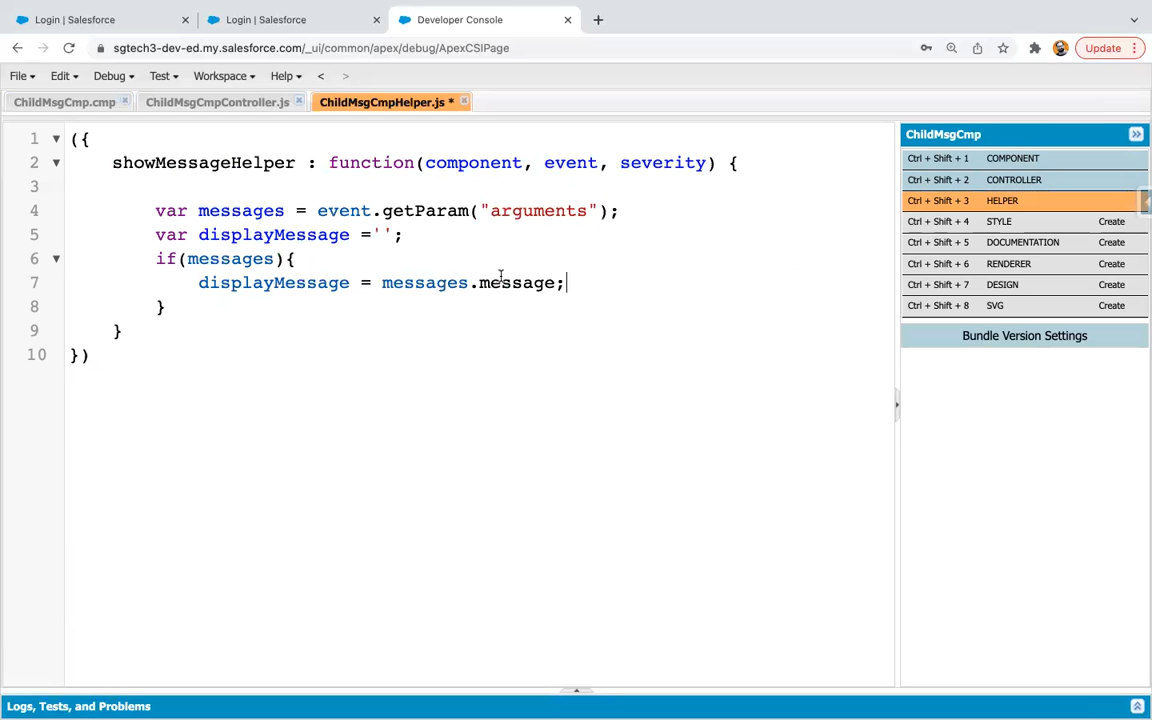 Login | Salesforce
Login | Salesforce
Developer Console
sgtech3-dev-ed.my.salesforce.com/_ui/common/apex/debug/ApexCSIPage
Update
File Edit Debug Test Workspace Help < >
ChildMsgCmp.cmp
ChildMsgCmpController.js
ChildMsgCmpHelper.js *
1 ({
2 showMessageHelper : function(component, event, severity) {
3
4 var messages = event.getParam("arguments");
5 var displayMessage ='';
6 if(messages){
7 displayMessage = messages.message;
8 }
9 }
10 })
ChildMsgCmp
Ctrl + Shift + 1 COMPONENT
Ctrl + Shift + 2 CONTROLLER
Ctrl + Shift + 3 HELPER
Ctrl + Shift + 4 STYLE Create
Ctrl + Shift + 5 DOCUMENTATION Create
Ctrl + Shift + 6 RENDERER Create
Ctrl + Shift + 7 DESIGN Create
Ctrl + Shift + 8 SVG Create
Bundle Version Settings
Logs, Tests, and Problems